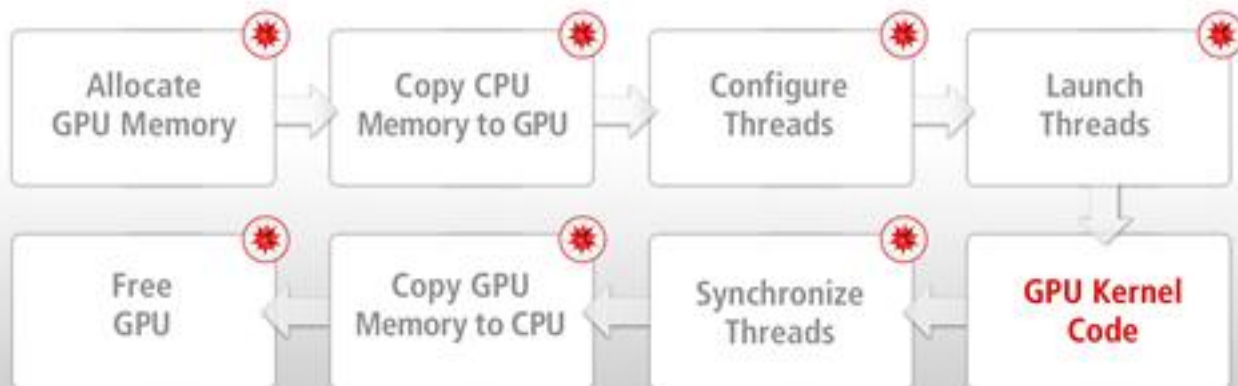 Allocate
GPU Memory
Copy CPU
Memory to GPU
Configure
Threads
Launch
Threads
GPU Kernel
Code
Synchronize
Threads
Copy GPU
Memory to CPU
Free
GPU